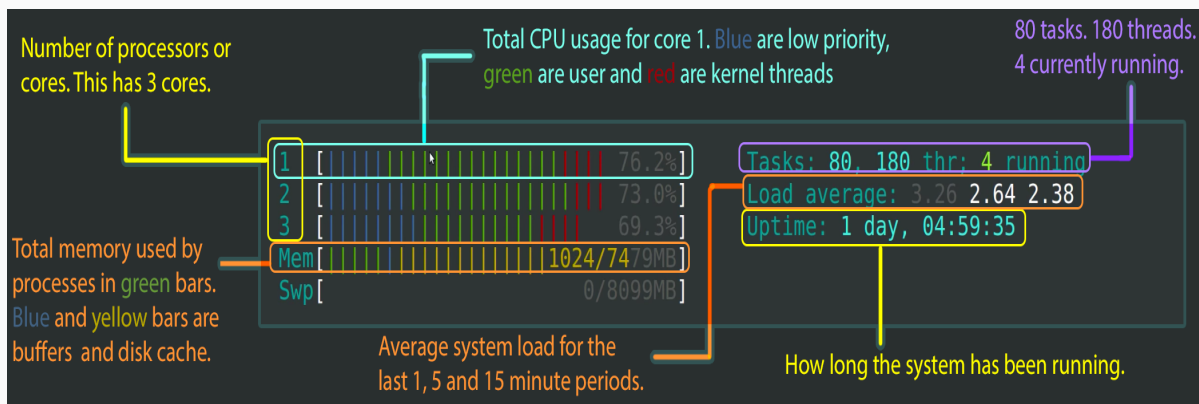 Number of processors or
cores. This has 3 cores.
Total CPU usage for core 1. Blue are low priority,
green are user and red are kernel threads
80 tasks. 180 threads.
4 currently running.
1 [||||||||||||||||||||||||| 76.2%]
2 [||||||||||||||||||||||||| 73.0%]
3 [||||||||||||||||||||||| 69.3%]
Mem[||||||||||||||||||||1024/7479MB]
Swp[ 0/8099MB]
Tasks: 80, 180 thr; 4 running
Load average: 3.26 2.64 2.38
Uptime: 1 day, 04:59:35
Total memory used by
processes in green bars.
Blue and yellow bars are
buffers and disk cache.
Average system load for the
last 1, 5 and 15 minute periods.
How long the system has been running.